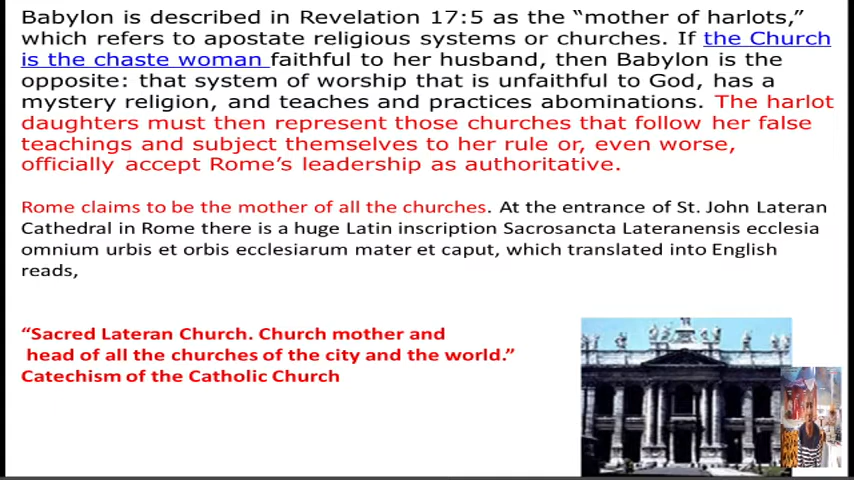 Babylon is described in Revelation 17:5 as the “mother of harlots,”
which refers to apostate religious systems or churches. If the Church
is the chaste woman faithful to her husband, then Babylon is the
opposite: that system of worship that is unfaithful to God, has a
mystery religion, and teaches and practices abominations. The harlot
daughters must then represent those churches that follow her false
teachings and subject themselves to her rule or, even worse,
officially accept Rome’s leadership as authoritative.
Rome claims to be the mother of all the churches. At the entrance of St. John Lateran
Cathedral in Rome there is a huge Latin inscription Sacrosancta Lateranensis ecclesia
omnium urbis et orbis ecclesiarum mater et caput, which translated into English
reads,
“Sacred Lateran Church. Church mother and
head of all the churches of the city and the world.”
Catechism of the Catholic Church